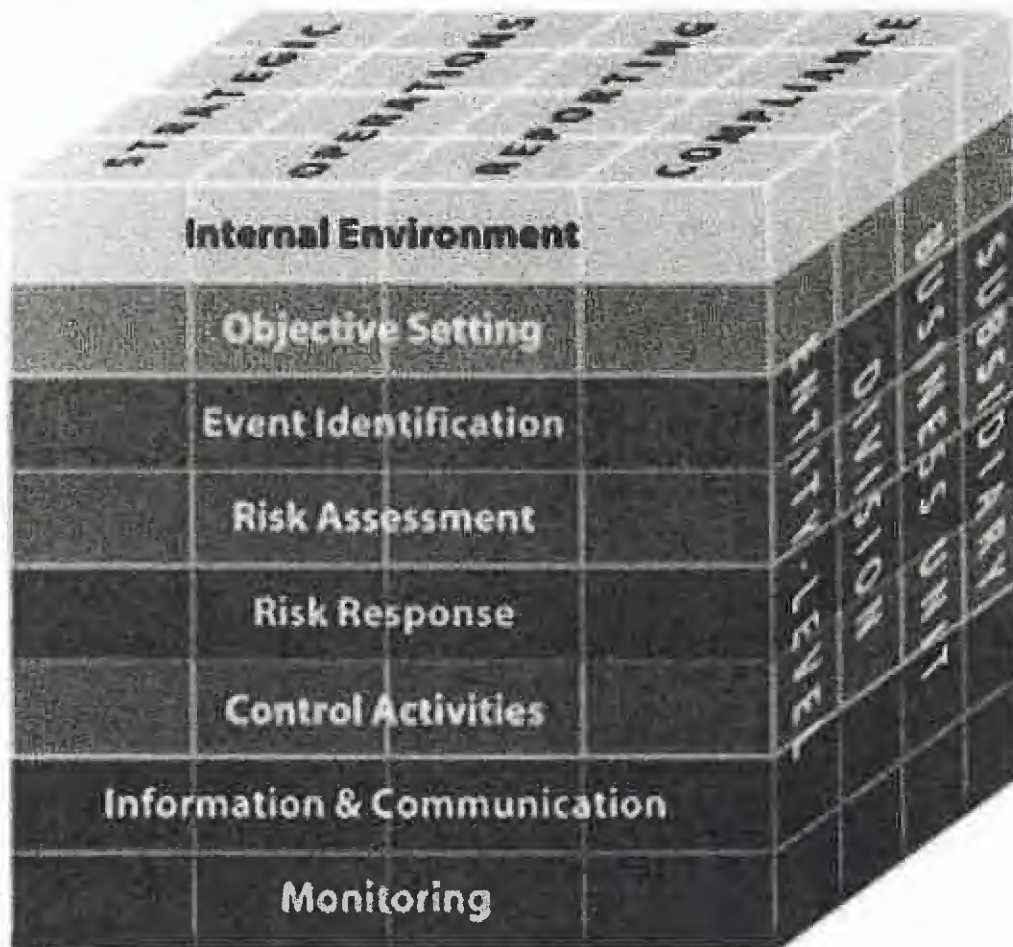 STRATEGIC
OPERATIONS
REPORTING
COMPLIANCE
Internal Environment
Objective Setting
Event Identification
Risk Assessment
Risk Response
Control Activities
Information & Communication
Monitoring
ENTITY-LEVEL
DIVISION
BUSINESS UNIT
SUBSIDIARY